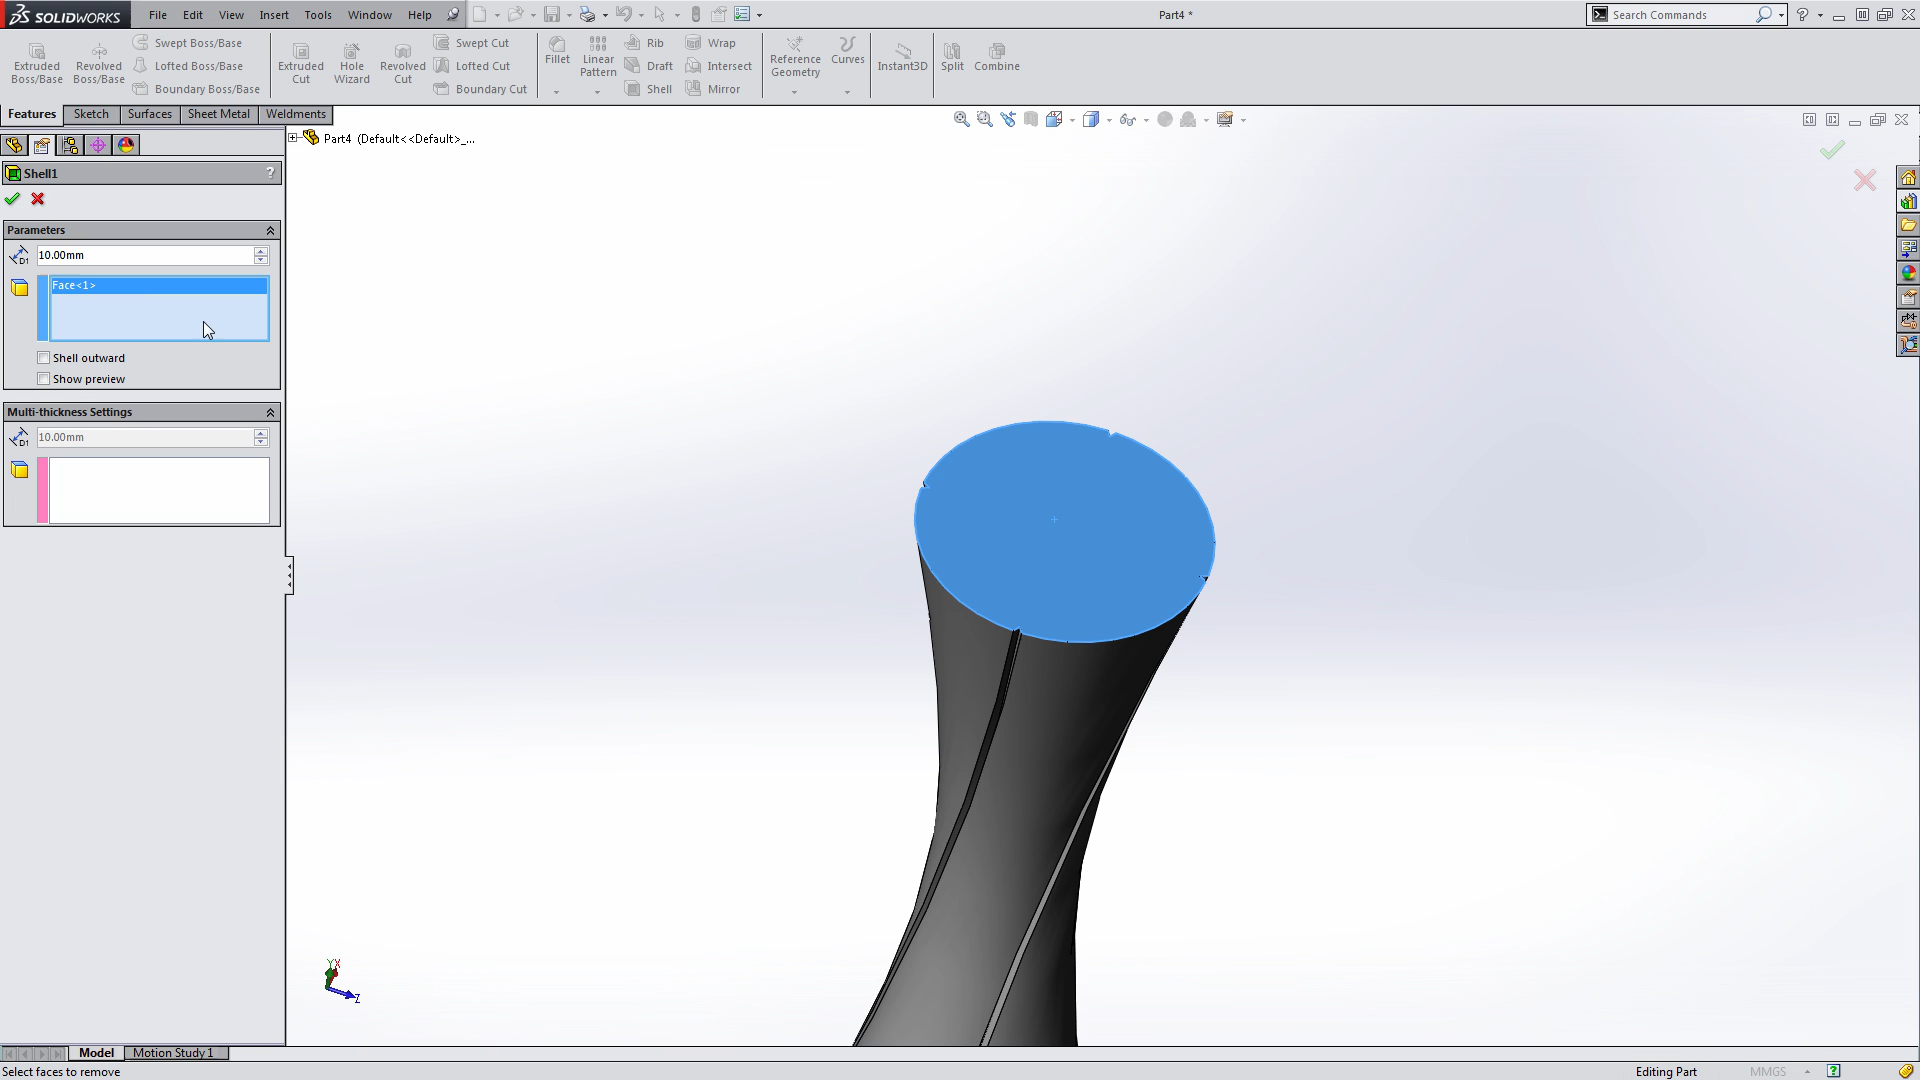 SOLIDWORKS File Edit View Insert Tools Window Help Part4 * Search Commands
Extruded Boss/Base
Revolved Boss/Base
Swept Boss/Base
Lofted Boss/Base
Boundary Boss/Base
Extruded Cut
Hole Wizard
Revolved Cut
Swept Cut
Lofted Cut
Boundary Cut
Fillet
Linear Pattern
Rib
Draft
Shell
Wrap
Intersect
Mirror
Reference Geometry
Curves
Instant3D
Split
Combine
Features Sketch Surfaces Sheet Metal Weldments
Part4 (Default<<Default>_...
Shell1 ?
Parameters
D1 10.00mm
Face<1>
Shell outward
Show preview
Multi-thickness Settings
D1 10.00mm
Y X
Z
Model Motion Study 1
Select faces to remove Editing Part MMGS ?